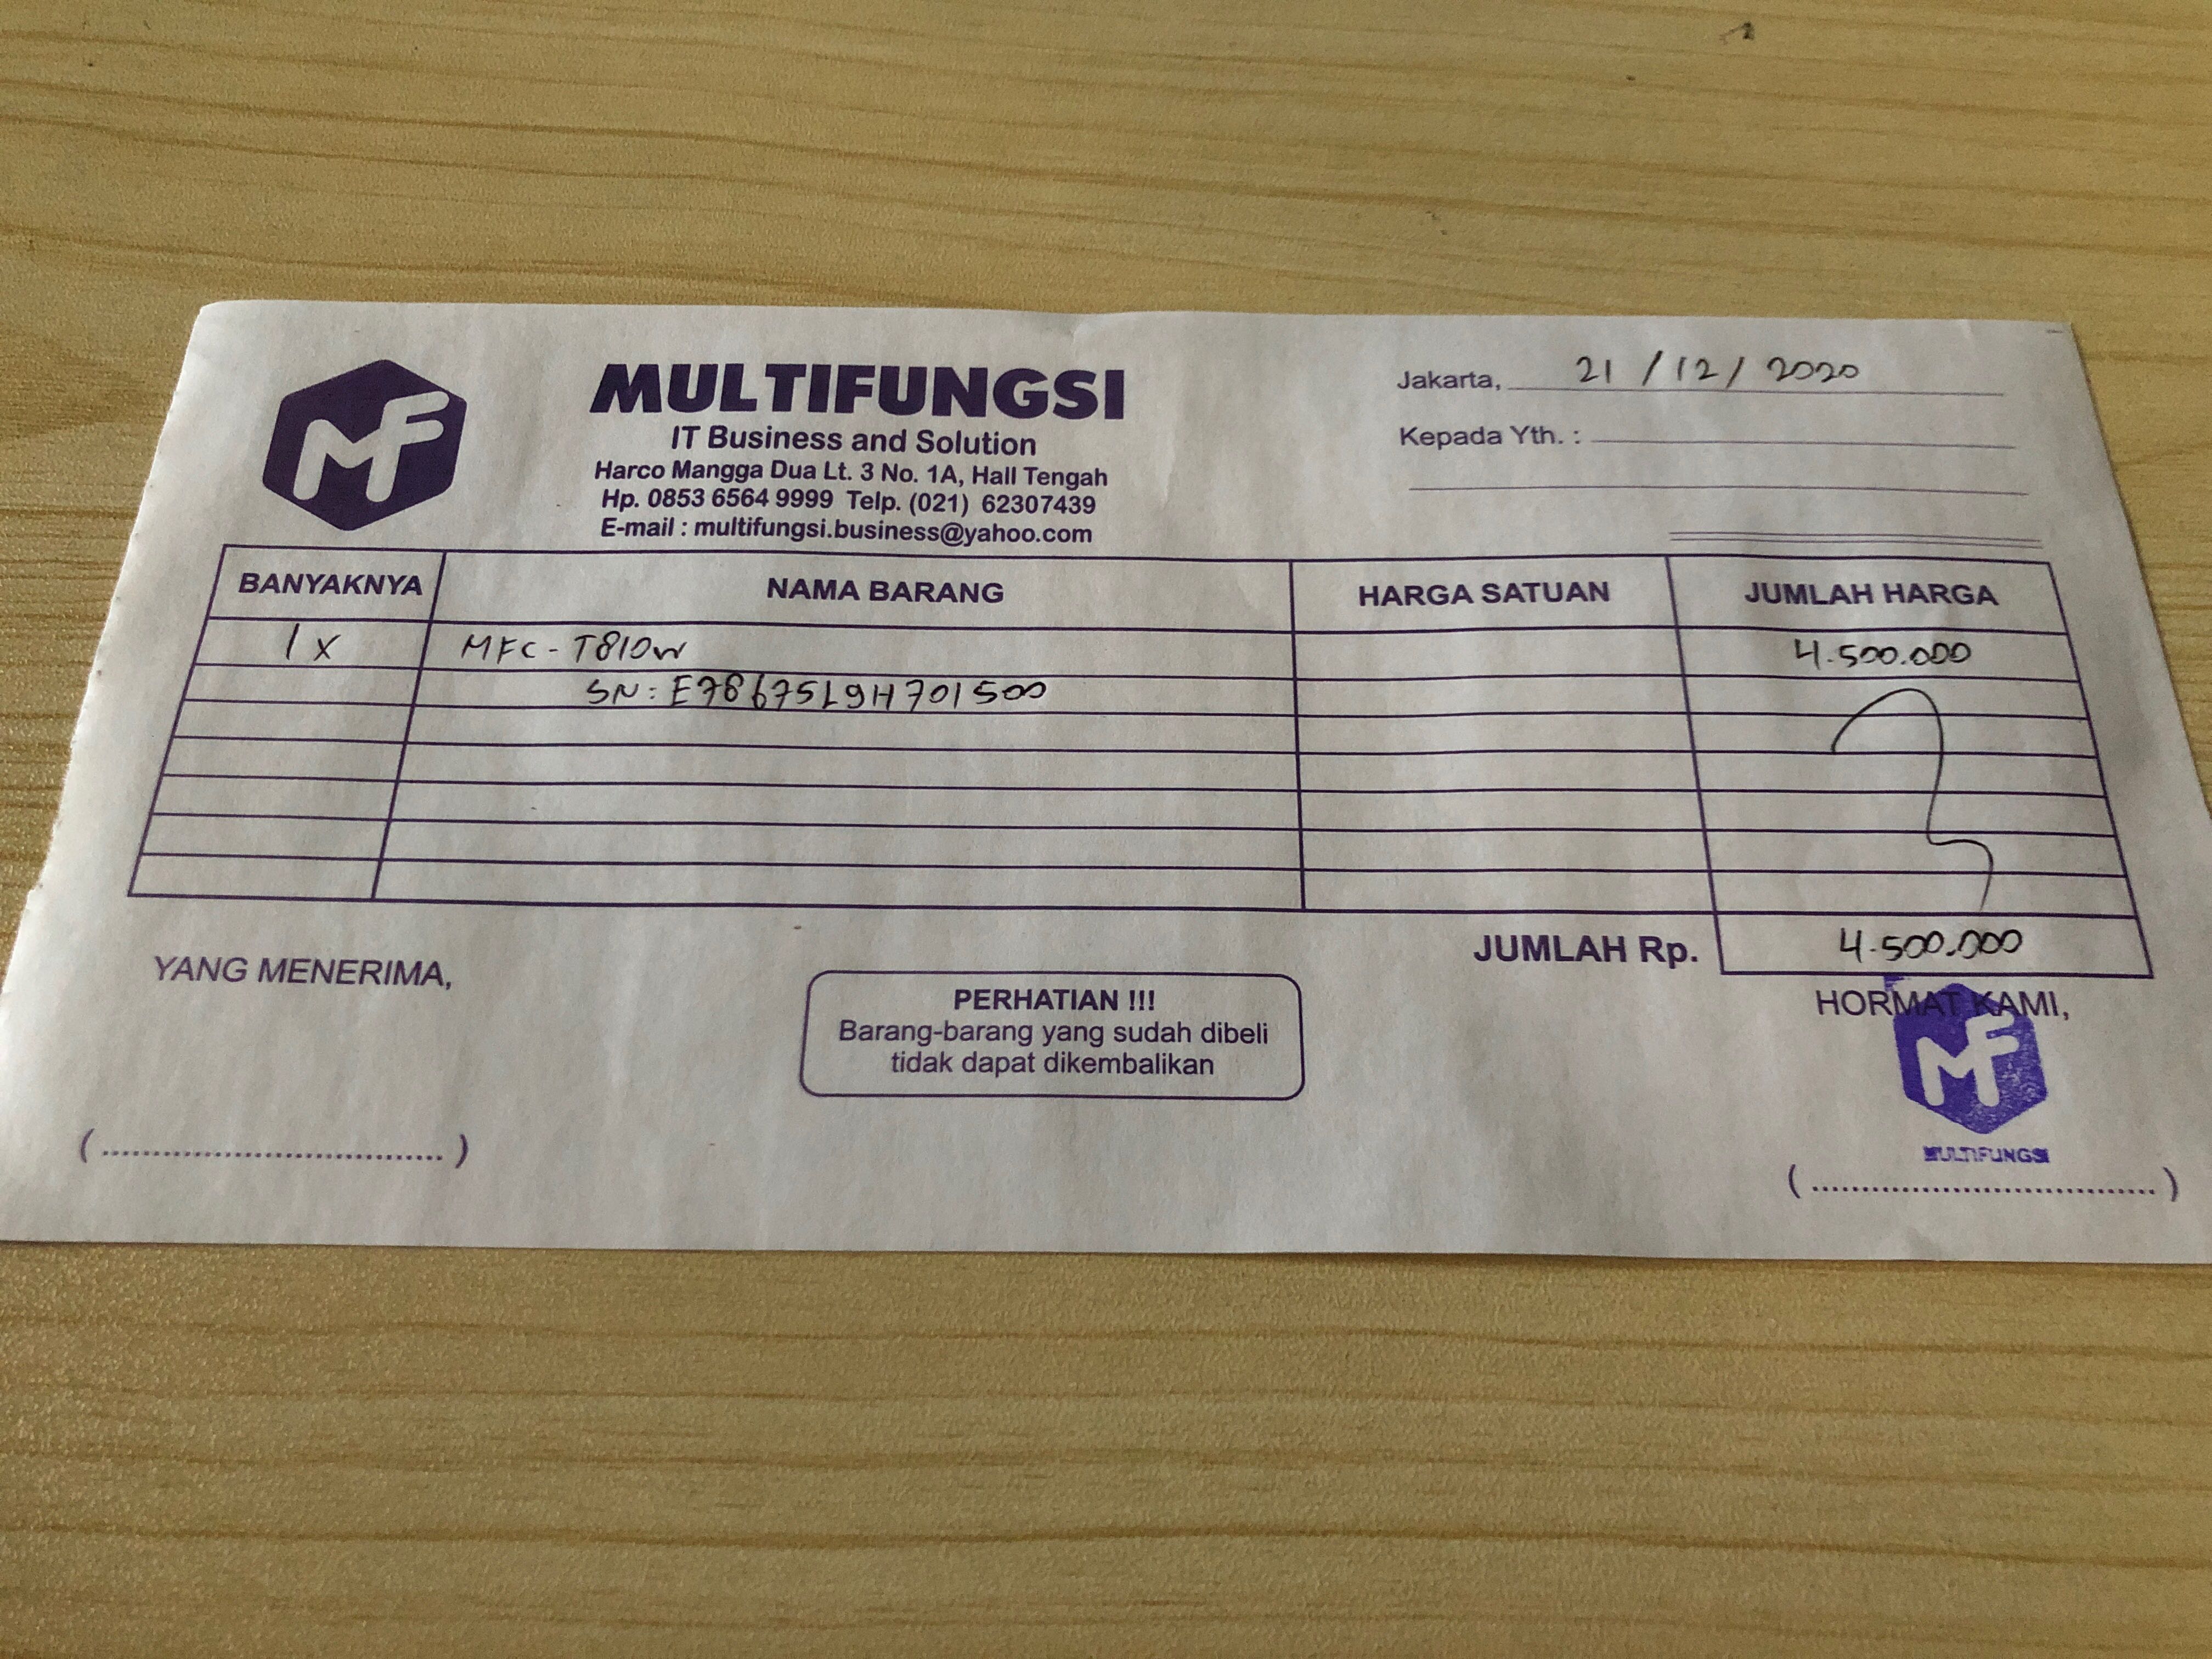 MF
MULTIFUNGSI
IT Business and Solution
Harco Mangga Dua Lt. 3 No. 1A, Hall Tengah
Hp. 0853 6564 9999 Telp. (021) 62307439
E-mail : multifungsi.business@yahoo.com
Jakarta, 21 / 12 / 2020
Kepada Yth. :
BANYAKNYA NAMA BARANG HARGA SATUAN JUMLAH HARGA
1 x MFC - T810W 4.500.000
SN : E78675L9H701500
JUMLAH Rp. 4.500.000
YANG MENERIMA,
PERHATIAN !!!
Barang-barang yang sudah dibeli
tidak dapat dikembalikan
HORMAT KAMI,
MF
MULTIFUNGSI
(..................................)
(..................................)